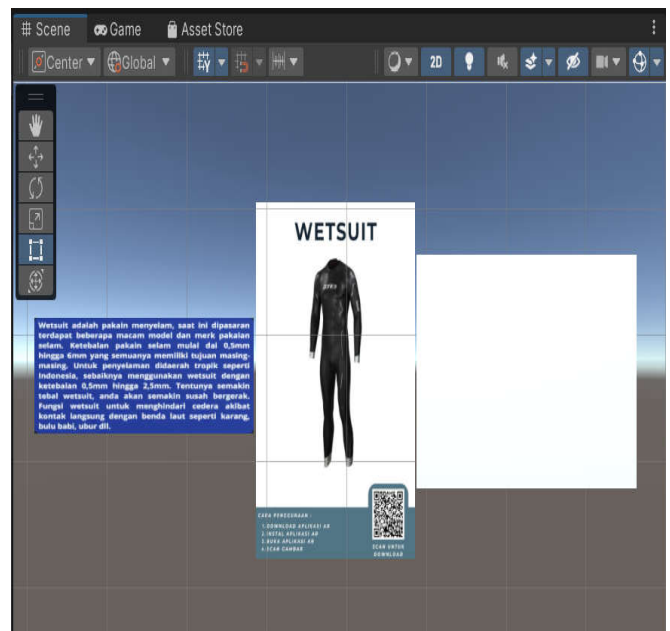 Scene Game Asset Store
Center Global 2D
WETSUIT
Wetsuit adalah pakain menyelam, saat ini dipasaran
terdapat beberapa macam model dan merk pakaian
selam. Ketebalan pakain selam mulai dai 0,5mm
hingga 6mm yang semuanya memiliki tujuan masing-
masing. Untuk penyelaman didaerah tropik seperti
Indonesia, sebaiknya menggunakan wetsuit dengan
ketebalan 0,5mm hingga 2,5mm. Tentunya semakin
tebal wetsuit, anda akan semakin susah bergerak.
Fungsi wetsuit untuk menghindari cedera akibat
kontak langsung dengan benda laut seperti karang,
bulu babi, ubur dll.
CARA PENGGUNAAN :
1.DOWNLOAD APLIKASI AR
2.INSTAL APLIKASI AR
3.BUKA APLIKASI AR
4.SCAN GAMBAR
SCAN UNTUK
DOWNLOAD